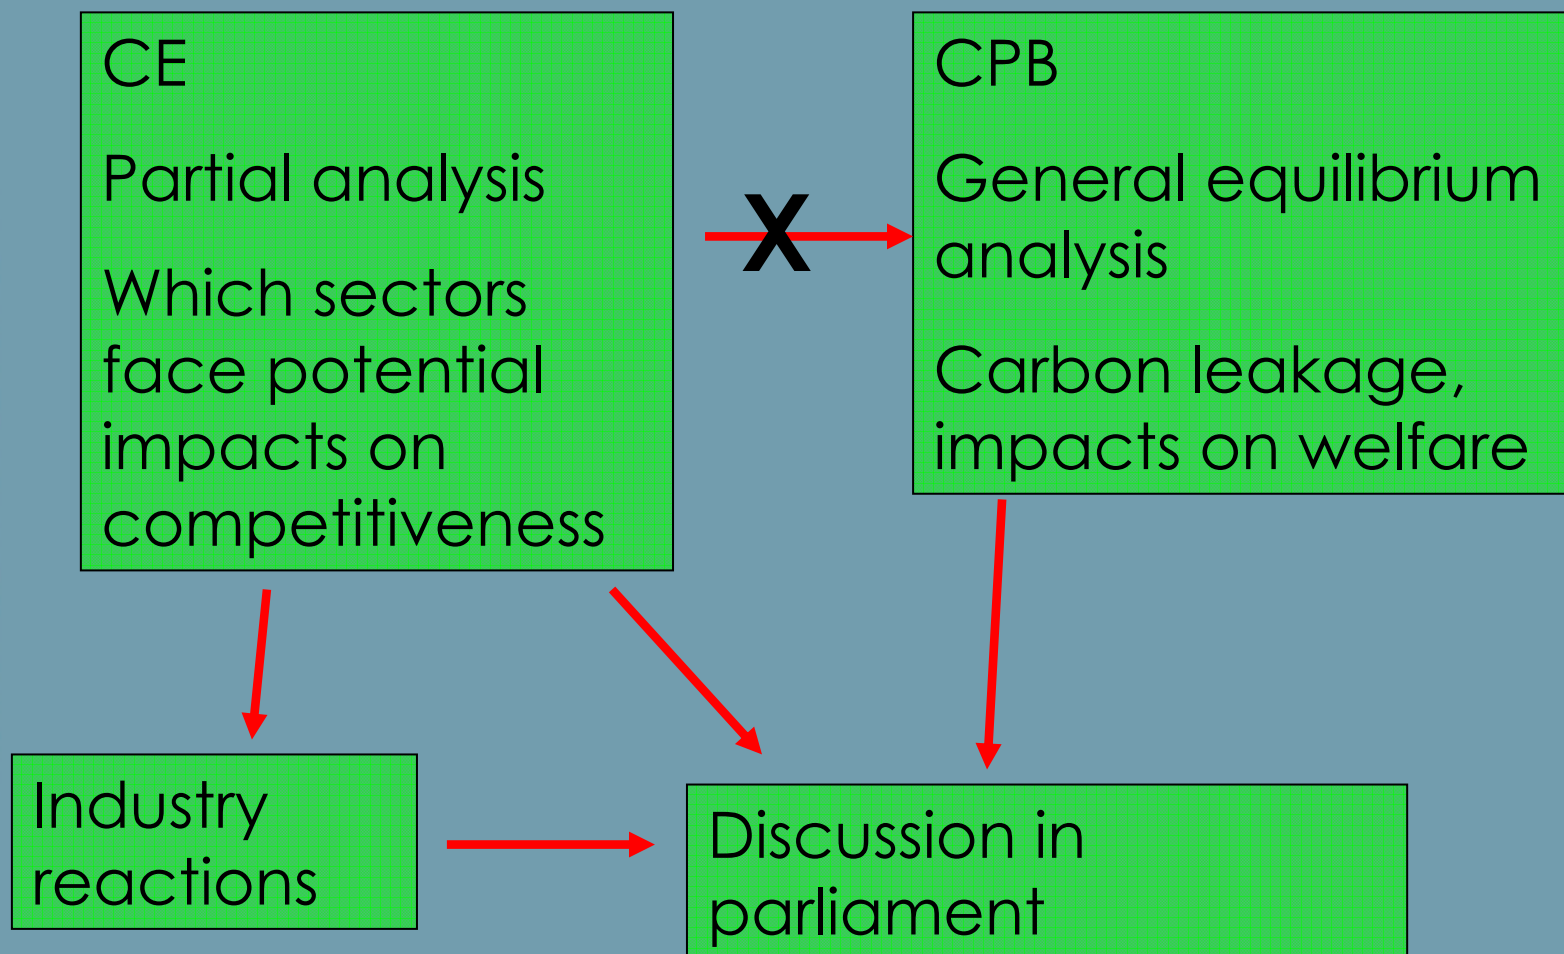 CE
Partial analysis
Which sectors
face potential
impacts on
competitiveness
X
CPB
General equilibrium
analysis
Carbon leakage,
impacts on welfare
Industry
reactions
Discussion in
parliament